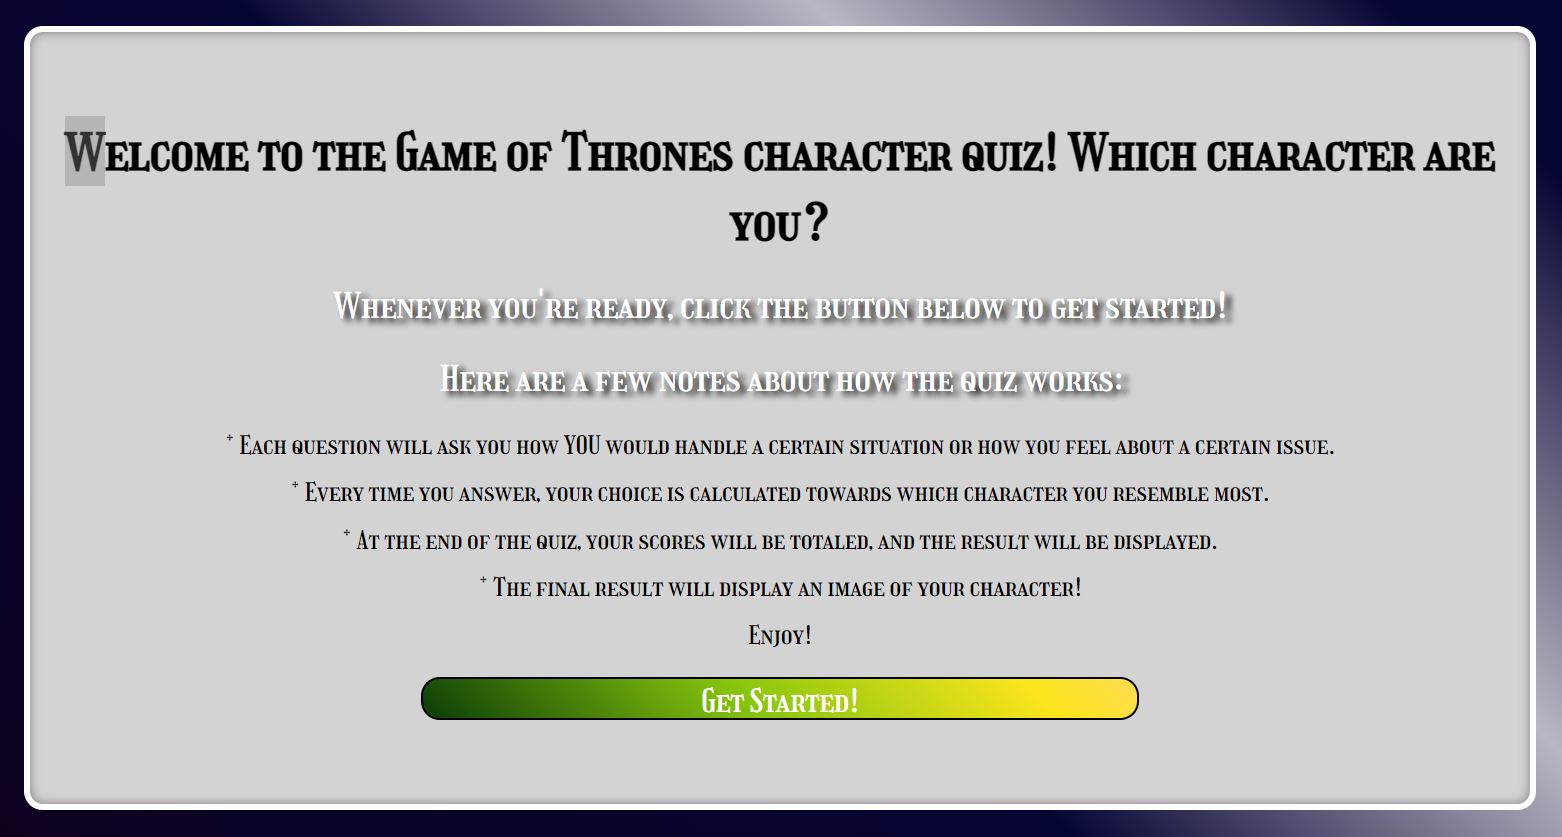 Welcome to the Game of Thrones character quiz! Which character are
you?
Whenever you're ready, click the button below to get started!
Here are a few notes about how the quiz works:
* Each question will ask you how YOU would handle a certain situation or how you feel about a certain issue.
* Every time you answer, your choice is calculated towards which character you resemble most.
* At the end of the quiz, your scores will be totaled, and the result will be displayed.
* The final result will display an image of your character!
Enjoy!
Get Started!